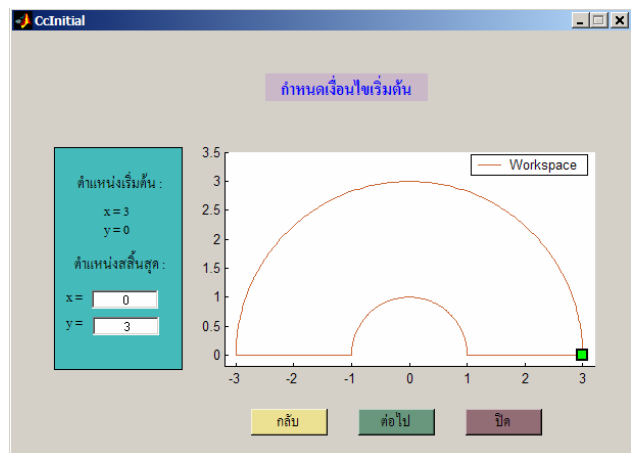 CcInitial
กำหนดเงื่อนไขเริ่มต้น
ตำแหน่งเริ่มต้น :
x = 3
y = 0
ตำแหน่งสสิ้นสุด :
x = 0
y = 3
Workspace
3.5
3
2.5
2
1.5
1
0.5
0
-3 -2 -1 0 1 2 3
กลับ ต่อไป ปิด